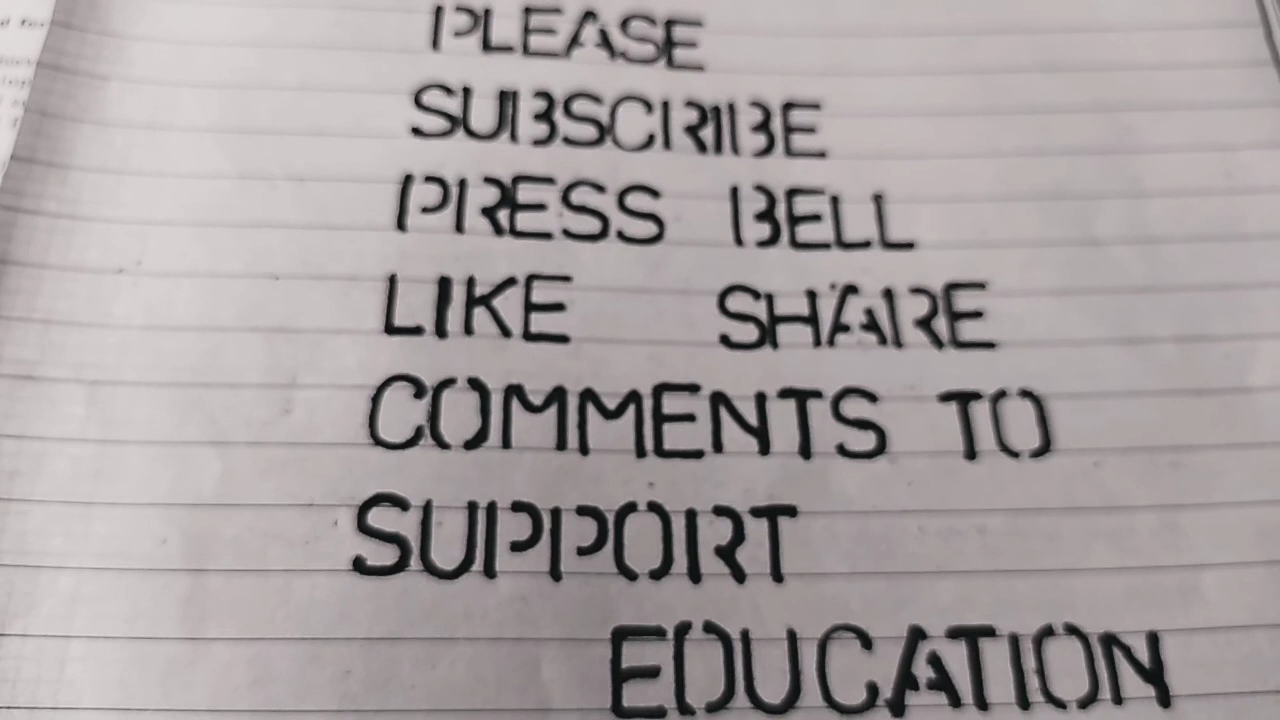 PLEASE
SUBSCRIBE
PRESS BELL
LIKE SHARE
COMMENTS TO
SUPPORT
EDUCATION